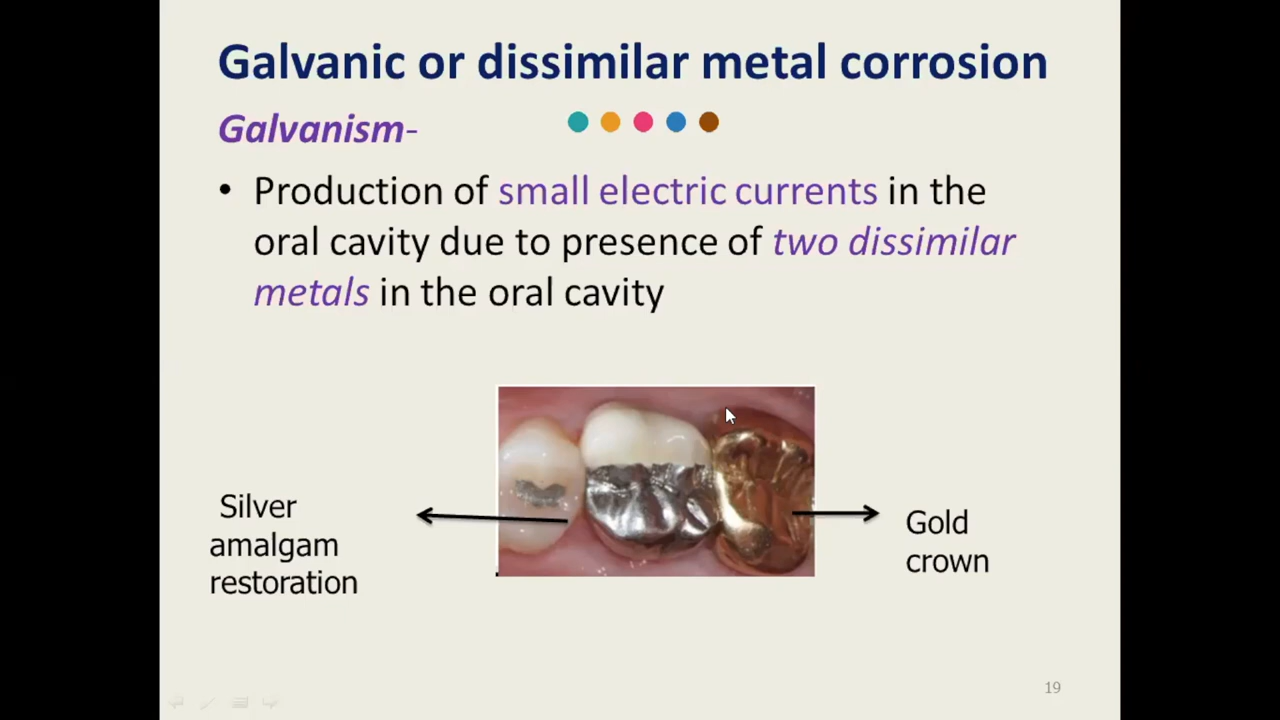 Galvanic or dissimilar metal corrosion
Galvanism-
• Production of small electric currents in the
oral cavity due to presence of two dissimilar
metals in the oral cavity
Silver
amalgam
restoration
Gold
crown
19